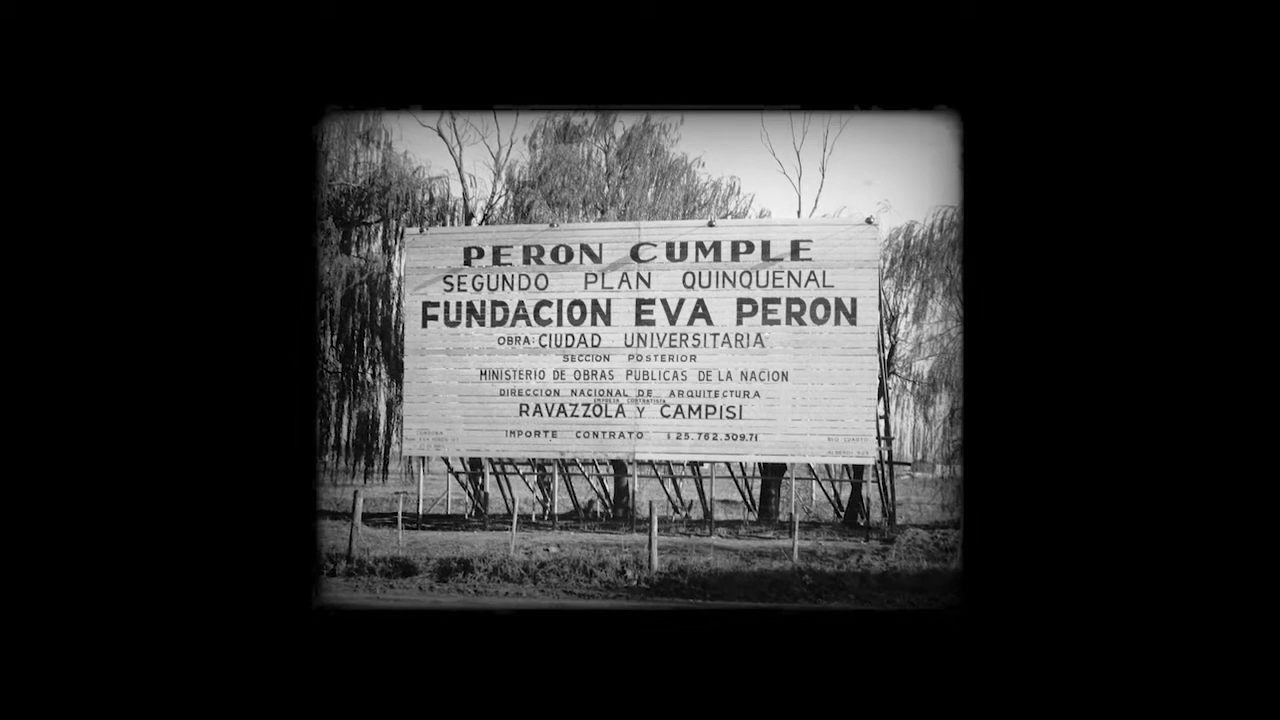 PERON CUMPLE
SEGUNDO PLAN QUINQUENAL
FUNDACION EVA PERON
OBRA: CIUDAD UNIVERSITARIA
SECCION POSTERIOR
MINISTERIO DE OBRAS PUBLICAS DE LA NACION
DIRECCION NACIONAL DE ARQUITECTURA
EMPRESA CONTRATISTA
RAVAZZOLA Y CAMPISI
IMPORTE CONTRATO $ 25.762.309.71
CORDOBA
RIO CUARTO